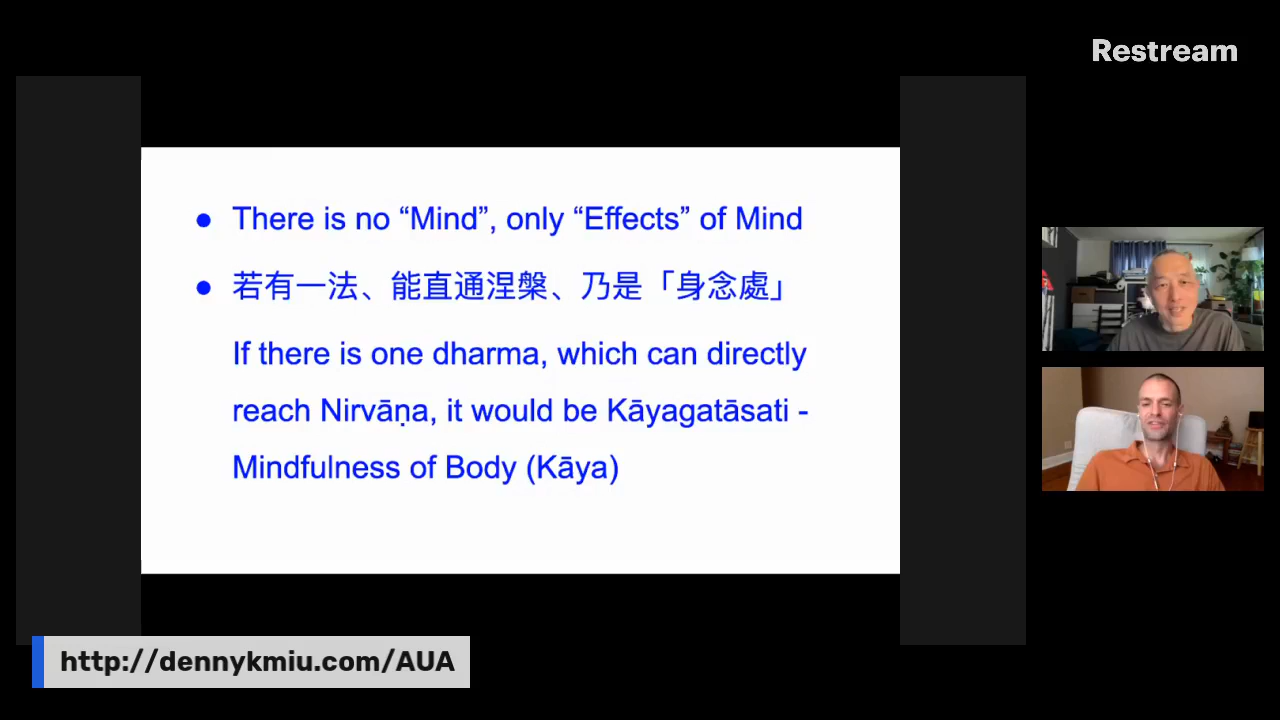 Restream
● There is no “Mind”, only “Effects” of Mind
● 若有一法、能直通涅槃、乃是「身念處」
If there is one dharma, which can directly
reach Nirvāṇa, it would be Kāyagatāsati -
Mindfulness of Body (Kāya)
http://dennykmiu.com/AUA